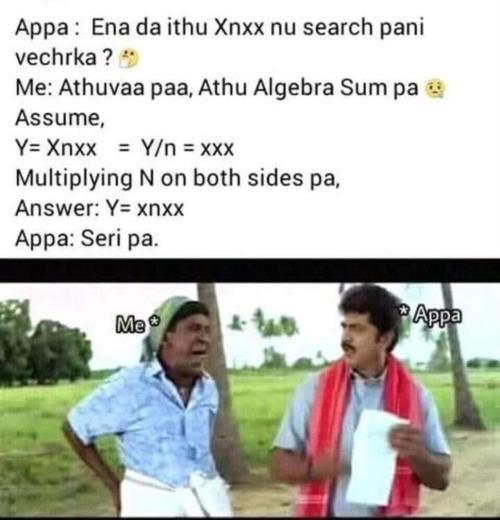 Appa : Ena da ithu Xnxx nu search pani
vechrka ? 🤔
Me: Athuvaa paa, Athu Algebra Sum pa 😢
Assume,
Y= Xnxx = Y/n = xxx
Multiplying N on both sides pa,
Answer: Y= xnxx
Appa: Seri pa.
Me *
* Appa